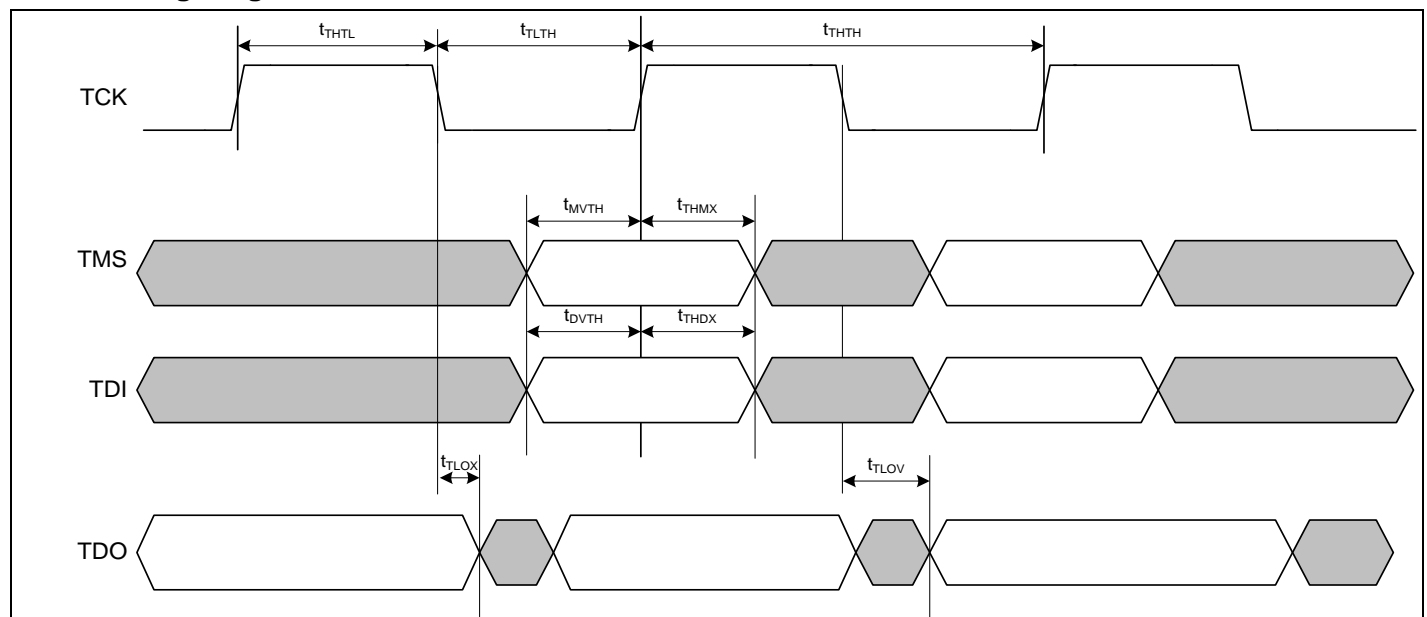 tTHTL tTLTH tTHTH
TCK
tMVTH tTHMX
TMS
tDVTH tTHDX
TDI
tTLOX tTLOV
TDO